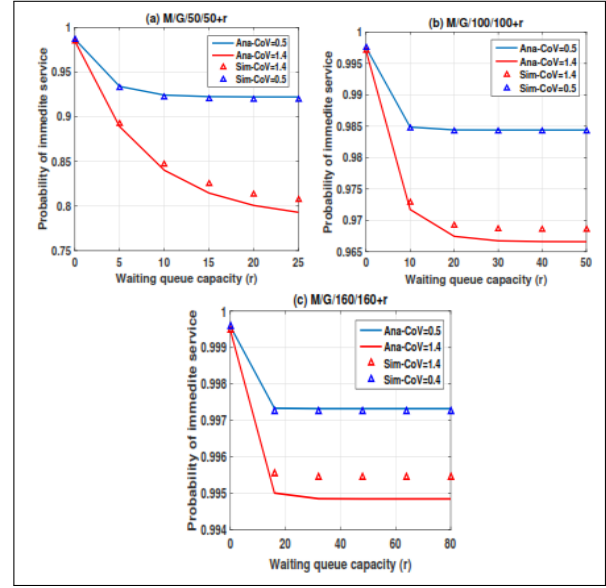 (a) M/G/50/50+r
Probability of immedite service
1
0.95
0.9
0.85
0.8
0.75
Ana-CoV=0.5
Ana-CoV=1.4
Sim-CoV=1.4
Sim-CoV=0.5
0 5 10 15 20 25
Waiting queue capacity (r)
(b) M/G/100/100+r
Probability of immedite service
1
0.995
0.99
0.985
0.98
0.975
0.97
0.965
Ana-CoV=0.5
Ana-CoV=1.4
Sim-CoV=1.4
Sim-CoV=0.5
0 10 20 30 40 50
Waiting queue capacity (r)
(c) M/G/160/160+r
Probability of immedite service
1
0.999
0.998
0.997
0.996
0.995
0.994
Ana-CoV=0.5
Ana-CoV=1.4
Sim-CoV=1.4
Sim-CoV=0.4
0 20 40 60 80
Waiting queue capacity (r)